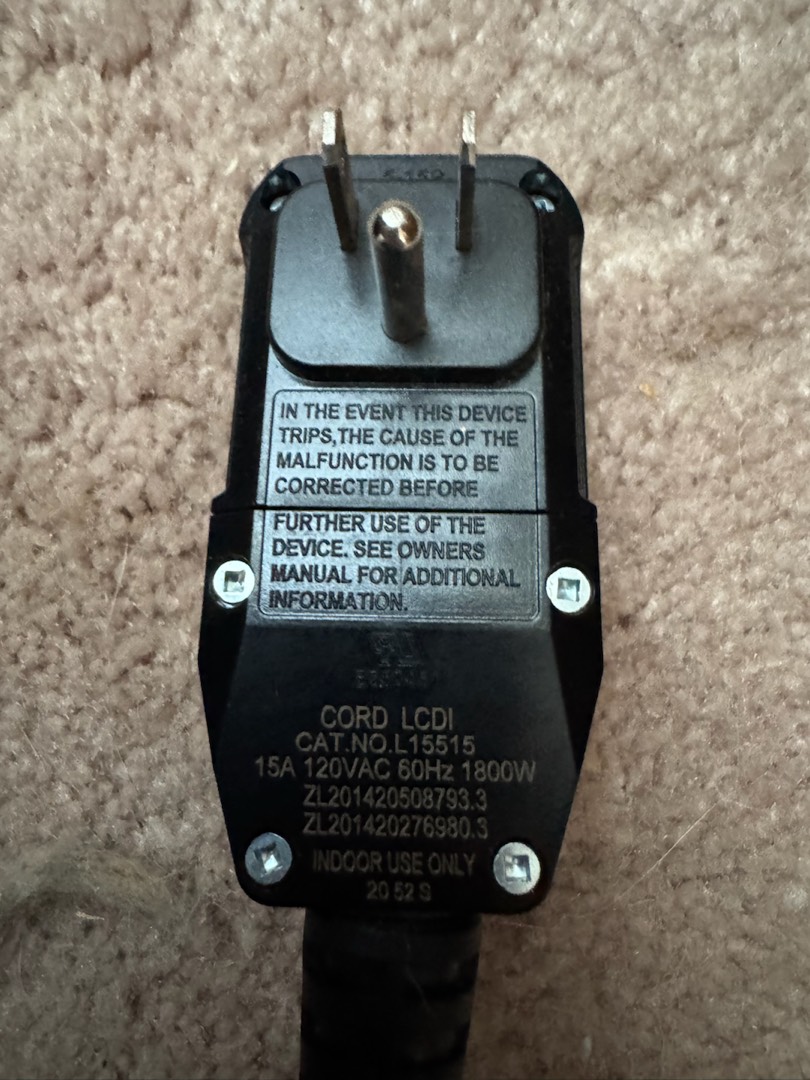 IN THE EVENT THIS DEVICE
TRIPS,THE CAUSE OF THE
MALFUNCTION IS TO BE
CORRECTED BEFORE
FURTHER USE OF THE
DEVICE. SEE OWNERS
MANUAL FOR ADDITIONAL
INFORMATION.
CORD LCDI
CAT.NO.L15515
15A 120VAC 60Hz 1800W
ZL201420508793.3
ZL201420276980.3
INDOOR USE ONLY
20 52 S